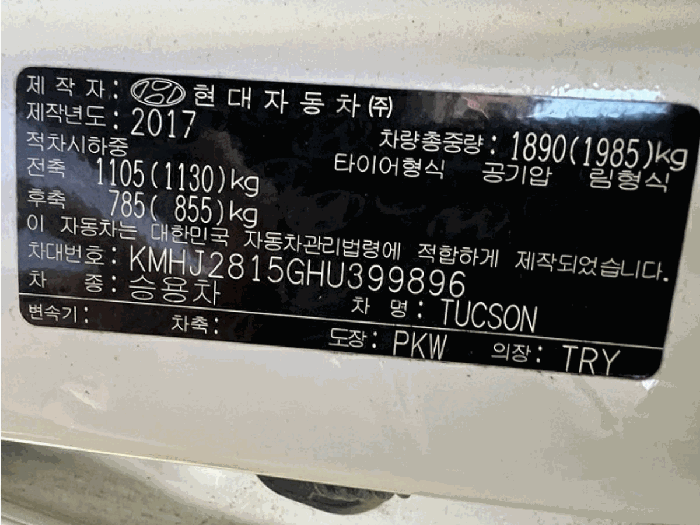 제 작 자 : 현 대 자 동 차 ㈜
제작년도 : 2017
적차시하중 차량총중량 : 1890(1985)kg
전축 1105(1130)kg 타이어형식 공기압 림형식
후축 785( 855)kg
이 자동차는 대한민국 자동차관리법령에 적합하게 제작되었습니다.
차대번호 : KMHJ2815GHU399896
차 종 : 승용차 차 명 : TUCSON
변속기 : 차축 : 도장 : PKW 의장 : TRY